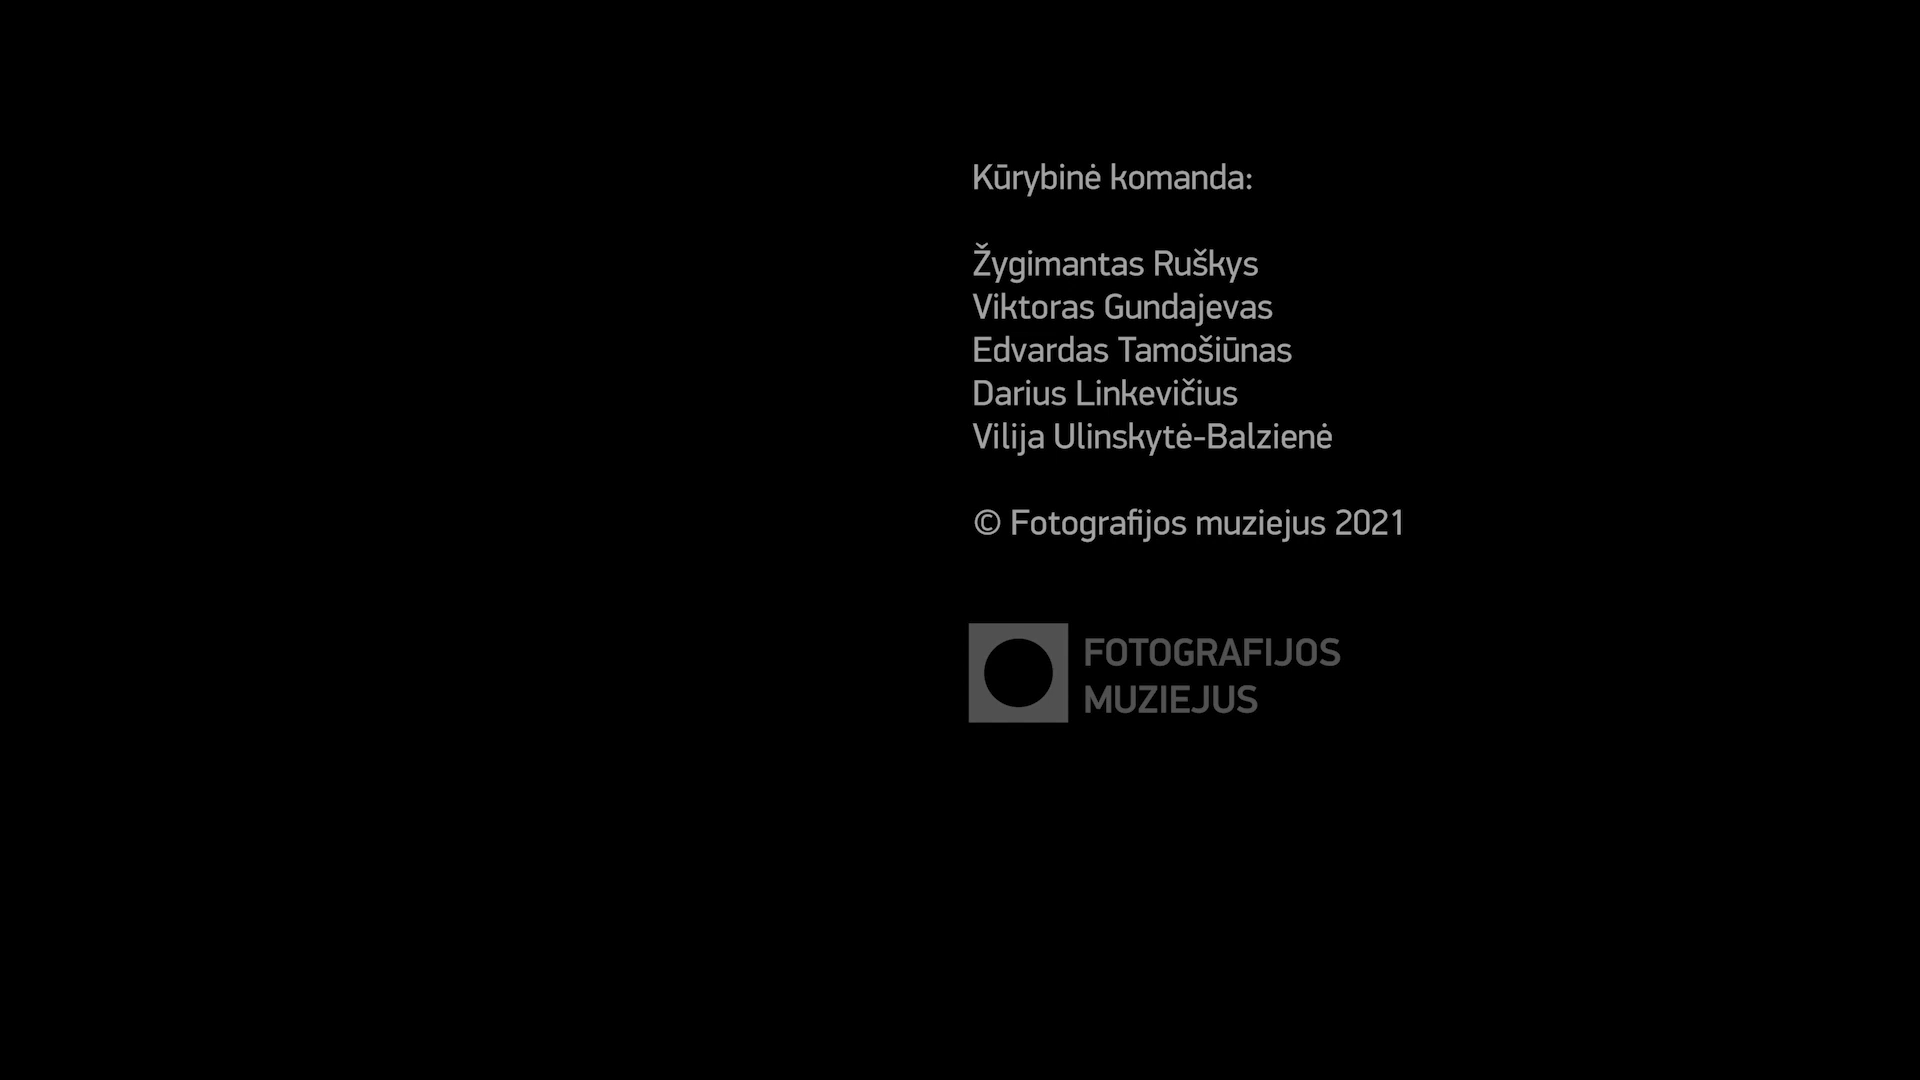 Kūrybinė komanda:
Žygimantas Ruškys
Viktoras Gundajevas
Edvardas Tamošiūnas
Darius Linkevičius
Vilija Ulinskytė-Balzienė
© Fotografijos muziejus 2021
FOTOGRAFIJOS
MUZIEJUS